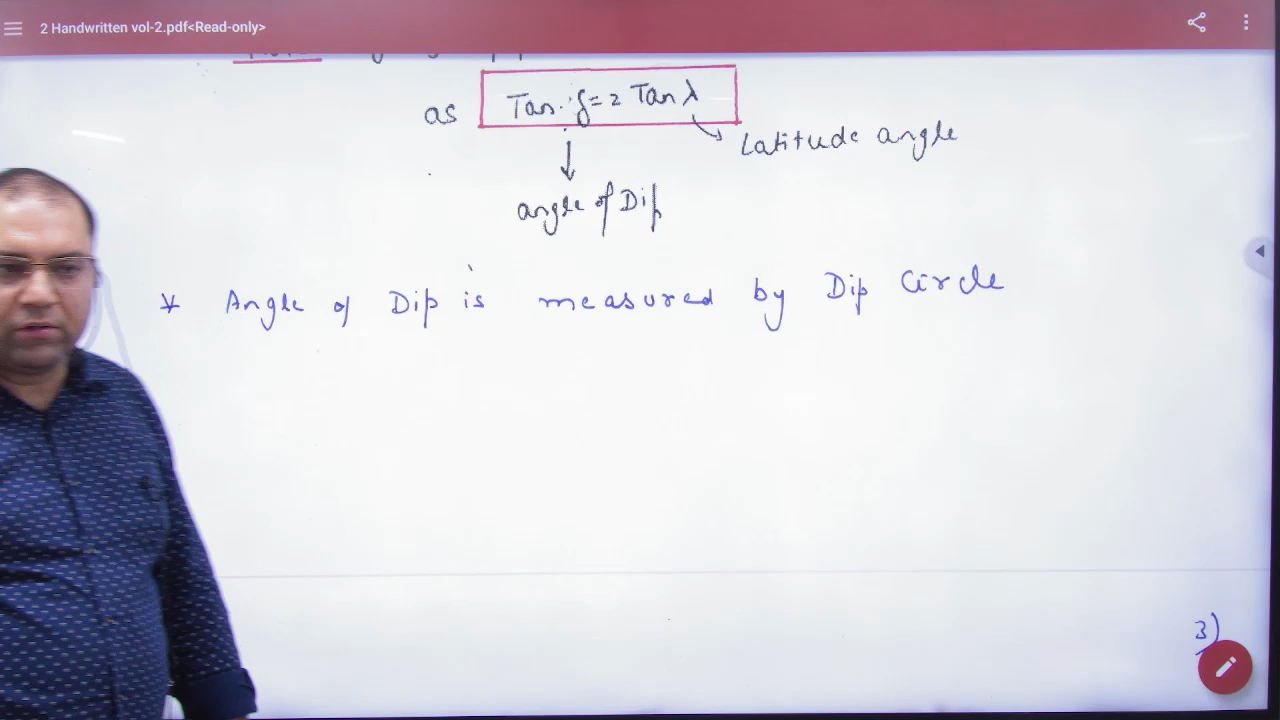 2 Handwritten vol-2.pdf<Read-only>
as Tan δ = 2 Tan λ
Latitude angle
angle of Dip
* Angle of Dip is measured by Dip Circle
3)